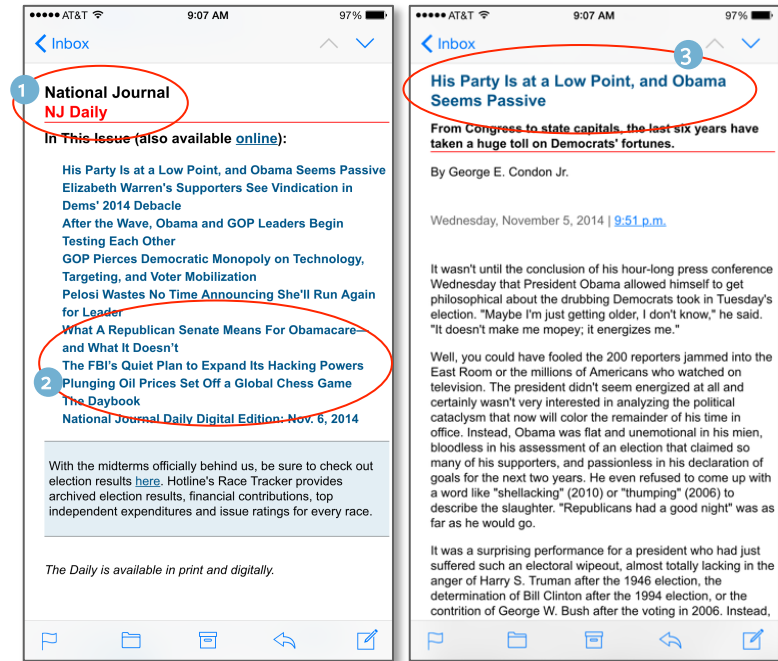 AT&T 9:07 AM 97%
Inbox
1
National Journal
NJ Daily
In This Issue (also available online):
His Party Is at a Low Point, and Obama Seems Passive
Elizabeth Warren's Supporters See Vindication in
Dems' 2014 Debacle
After the Wave, Obama and GOP Leaders Begin
Testing Each Other
GOP Pierces Democratic Monopoly on Technology,
Targeting, and Voter Mobilization
Pelosi Wastes No Time Announcing She'll Run Again
for Leader
What A Republican Senate Means For Obamacare—
and What It Doesn't
The FBI's Quiet Plan to Expand Its Hacking Powers
2
Plunging Oil Prices Set Off a Global Chess Game
The Daybook
National Journal Daily Digital Edition: Nov. 6, 2014
With the midterms officially behind us, be sure to check out
election results here. Hotline's Race Tracker provides
archived election results, financial contributions, top
independent expenditures and issue ratings for every race.
The Daily is available in print and digitally.
AT&T 9:07 AM 97%
Inbox
3
His Party Is at a Low Point, and Obama
Seems Passive
From Congress to state capitals, the last six years have
taken a huge toll on Democrats' fortunes.
By George E. Condon Jr.
Wednesday, November 5, 2014 | 9:51 p.m.
It wasn't until the conclusion of his hour-long press conference
Wednesday that President Obama allowed himself to get
philosophical about the drubbing Democrats took in Tuesday's
election. "Maybe I'm just getting older, I don't know," he said.
"It doesn't make me mopey; it energizes me."
Well, you could have fooled the 200 reporters jammed into the
East Room or the millions of Americans who watched on
television. The president didn't seem energized at all and
certainly wasn't very interested in analyzing the political
cataclysm that now will color the remainder of his time in
office. Instead, Obama was flat and unemotional in his mien,
bloodless in his assessment of an election that claimed so
many of his supporters, and passionless in his declaration of
goals for the next two years. He even refused to come up with
a word like "shellacking" (2010) or "thumping" (2006) to
describe the slaughter. "Republicans had a good night" was as
far as he would go.
It was a surprising performance for a president who had just
suffered such an electoral wipeout, almost totally lacking in the
anger of Harry S. Truman after the 1946 election, the
determination of Bill Clinton after the 1994 election, or the
contrition of George W. Bush after the voting in 2006. Instead,